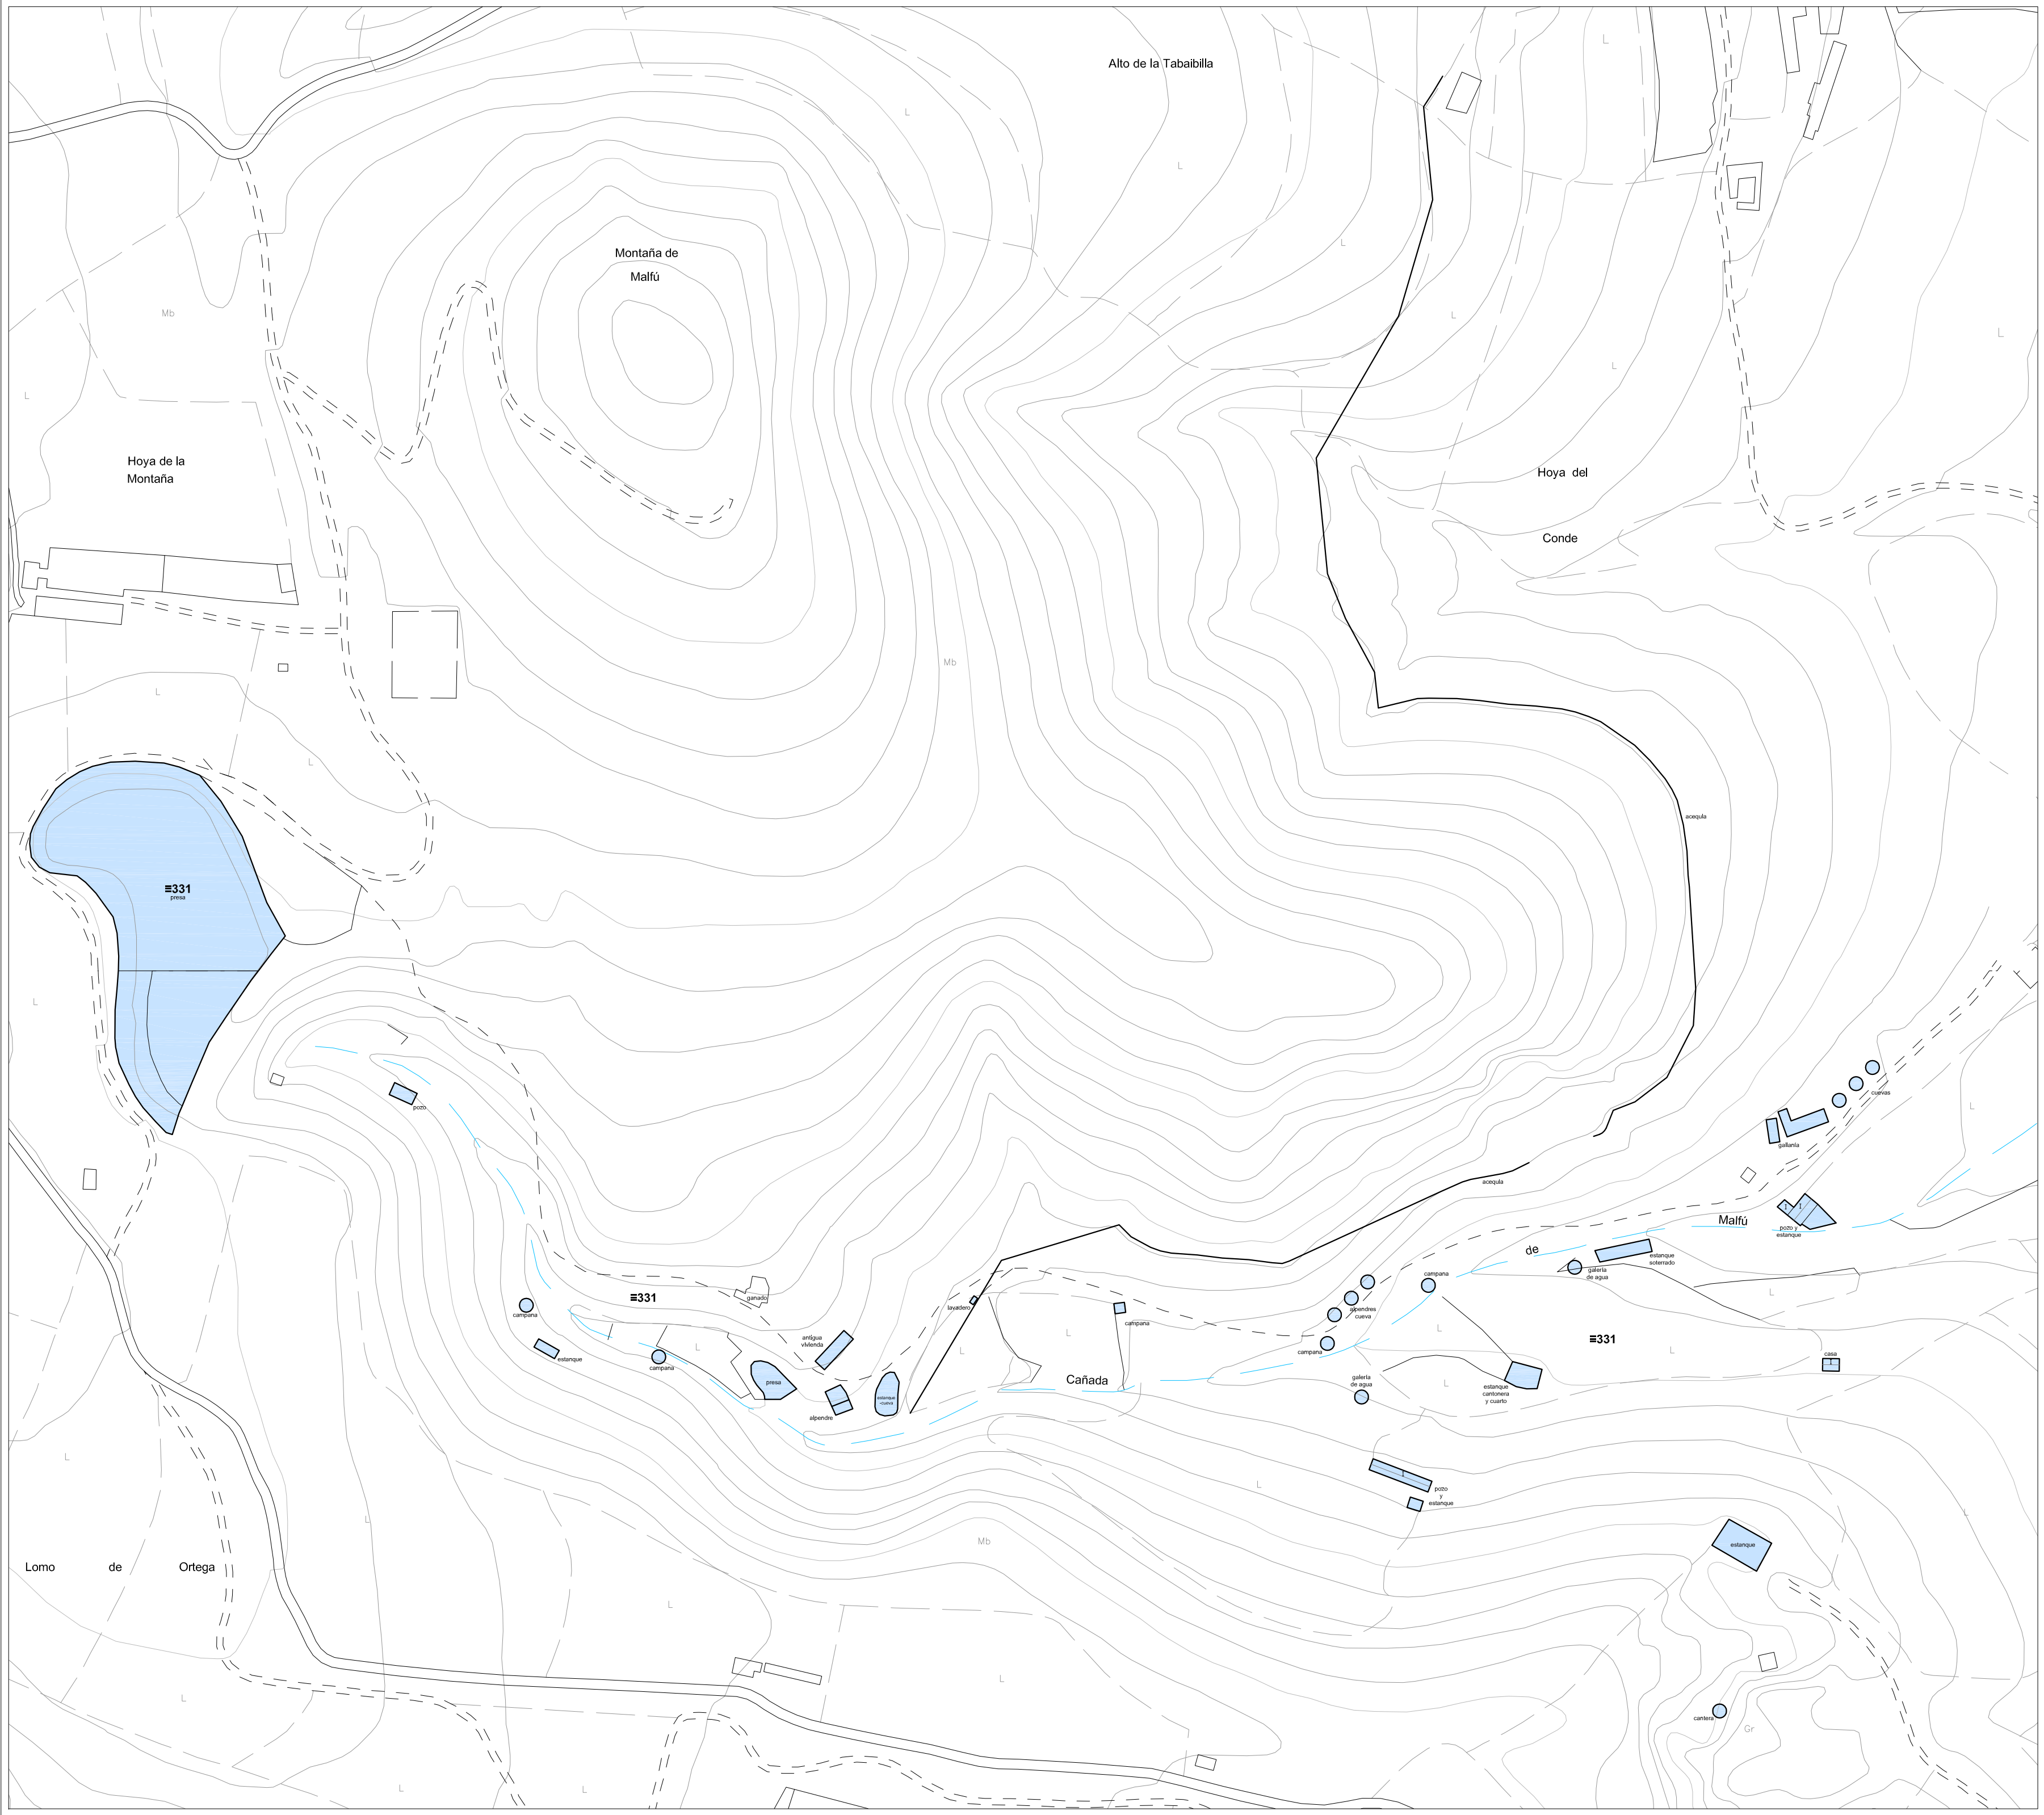 Alto de la Tabaibilla
L
L
L
L
L
L
L
L
Montaña de
Malfú
Mb
L
Hoya de la
Montaña
L
Hoya del
Conde
Mb
L
L
acequia
≡331
presa
L
pozo
cuevas
L
gallanía
acequia
Malfú
pozo y
estanque
de
estanque
soterrado
galería
de agua
campana
ganado
≡331
lavadero
campana
alpendres
cueva
campana
L
L
≡331
L
antigua
vivienda
estanque
campana
L
campana
L
casa
presa
Cañada
galería
de agua
L
estanque
cantonera
y cuarto
estanque
-cueva
alpendre
L
L
pozo
y
estanque
L
L
Mb
estanque
Lomo de Ortega
L
L
L
cantera
Gr
L
L